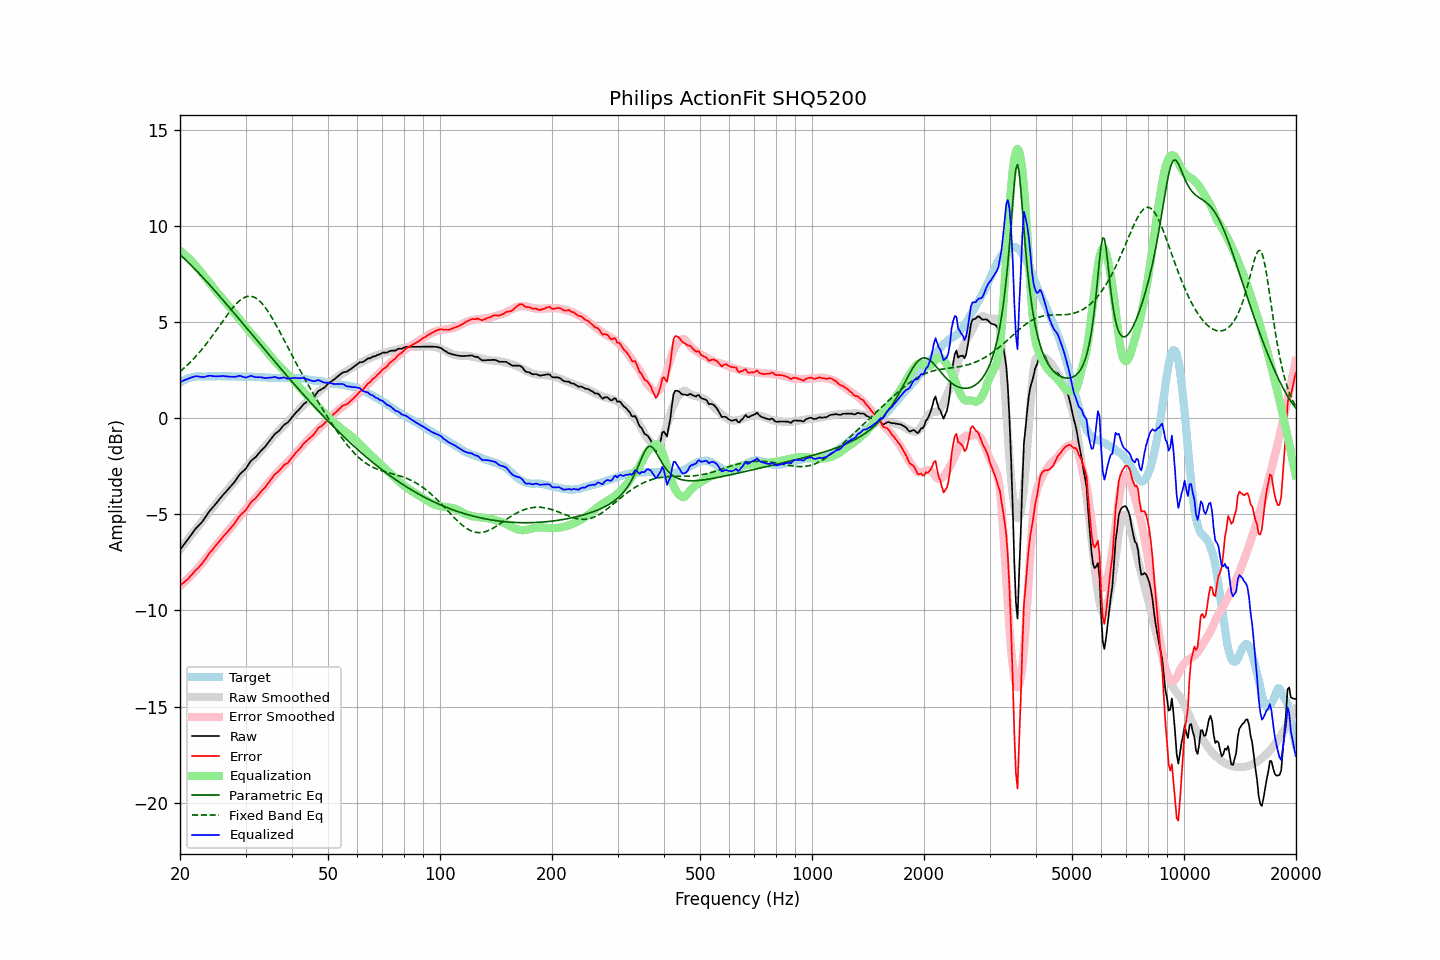 Philips ActionFit SHQ5200
15
10
5
0
−5
−10
−15
−20
Amplitude (dBr)
Target
Raw Smoothed
Error Smoothed
Raw
Error
Equalization
Parametric Eq
Fixed Band Eq
Equalized
20 50 100 200 500 1000 2000 5000 10000 20000
Frequency (Hz)